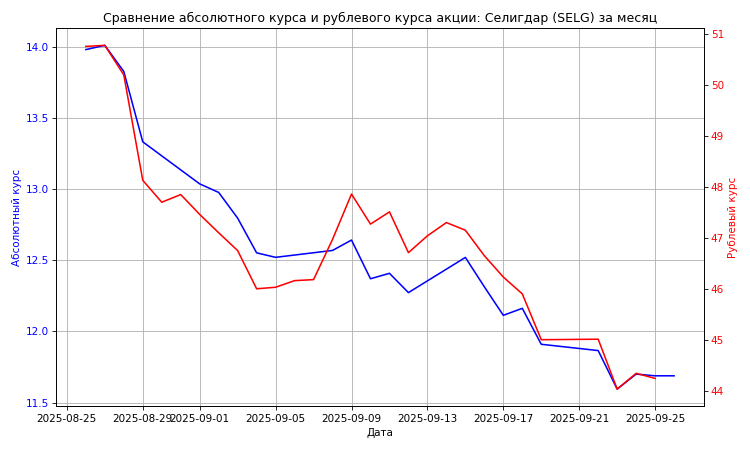 Сравнение абсолютного курса и рублевого курса акции: Селигдар (SELG) за месяц
Абсолютный курс
14.0
13.5
13.0
12.5
12.0
11.5
51
50
49
48
47
46
45
44
Рублевый курс
2025-08-25 2025-08-29 2025-09-01 2025-09-05 2025-09-09 2025-09-13 2025-09-17 2025-09-21 2025-09-25
Дата